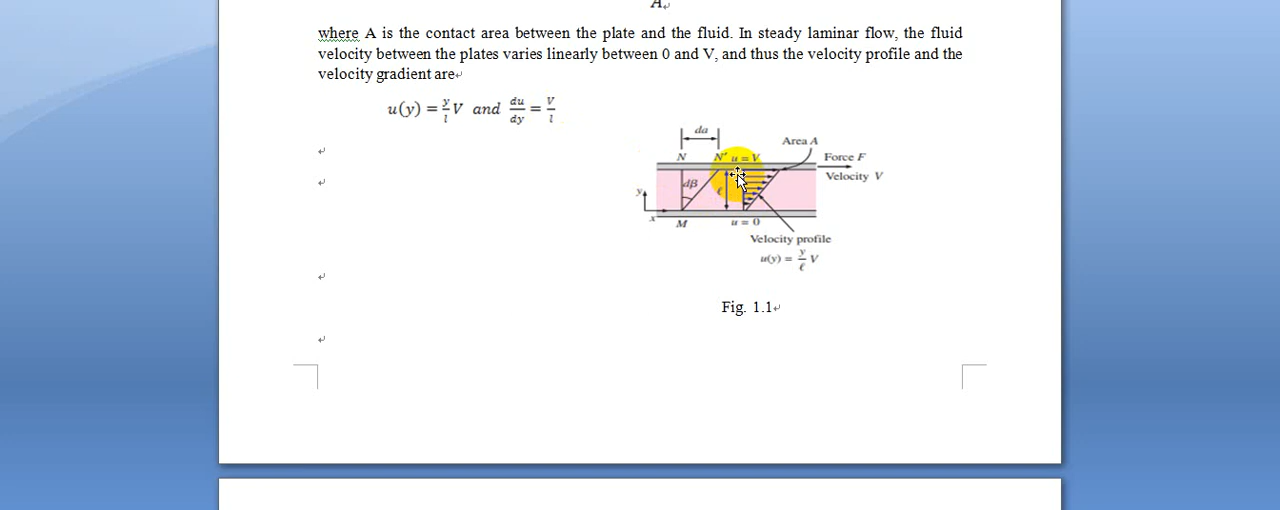 A
where A is the contact area between the plate and the fluid. In steady laminar flow, the fluid
velocity between the plates varies linearly between 0 and V, and thus the velocity profile and the
velocity gradient are
u(y) = y/l V and du/dy = V/l
da
Area A
N N' u = V Force F
Velocity V
dβ ℓ
y
x M u = 0
Velocity profile
u(y) = y/ℓ V
Fig. 1.1